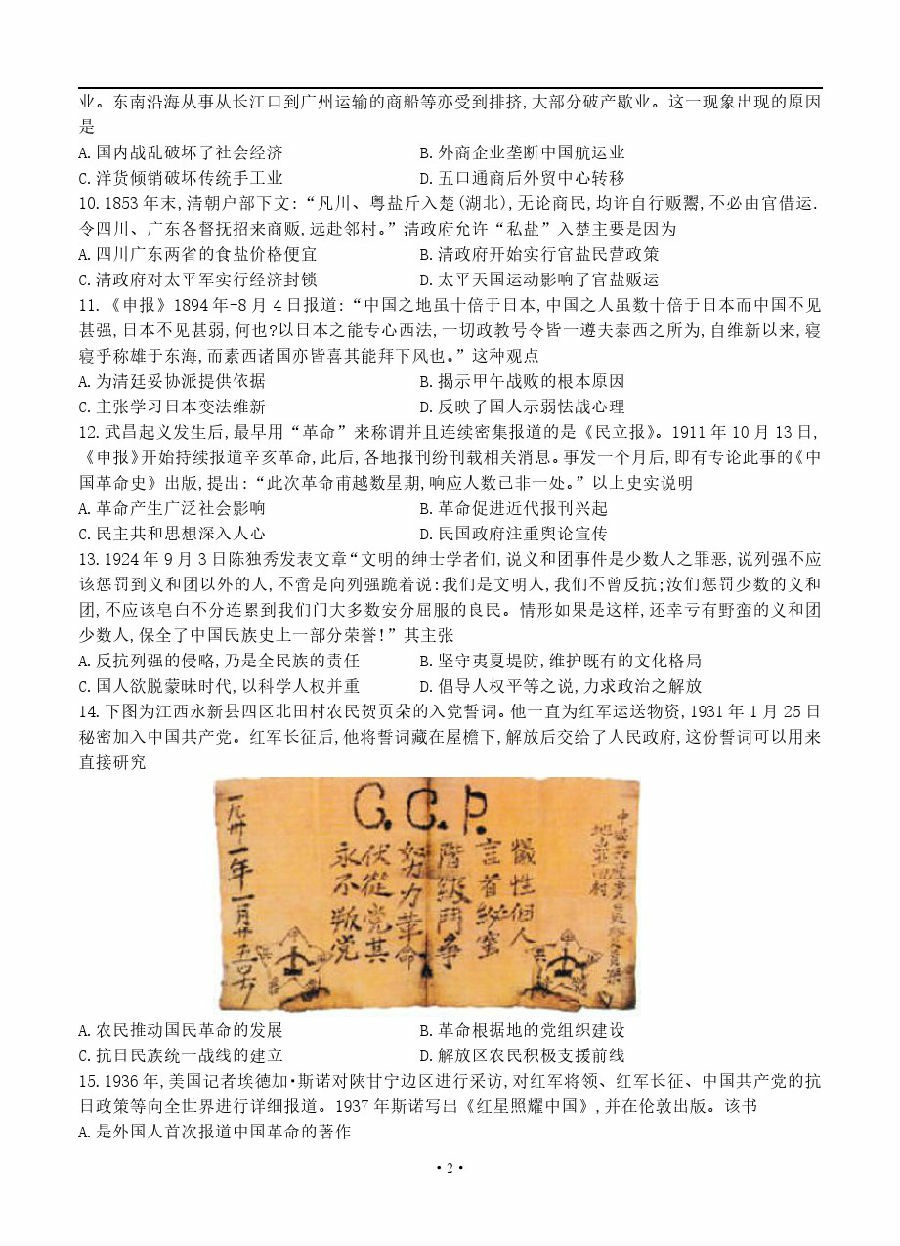 业。东南沿海从事从长江口到广州运输的商船等亦受到排挤,大部分破产歇业。这一现象出现的原因
是
A.国内战乱破坏了社会经济 B.外商企业垄断中国航运业
C.洋货倾销破坏传统手工业 D.五口通商后外贸中心转移
10.1853年末,清朝户部下文:“凡川、粤盐斤入楚(湖北),无论商民,均许自行贩鬻,不必由官借运.
令四川、广东各督抚招来商贩,远赴邻村。”清政府允许“私盐”入楚主要是因为
A.四川广东两省的食盐价格便宜 B.清政府开始实行官盐民营政策
C.清政府对太平军实行经济封锁 D.太平天国运动影响了官盐贩运
11.《申报》1894年-8月4日报道:“中国之地虽十倍于日本,中国之人虽数十倍于日本而中国不见
甚强,日本不见甚弱,何也?以日本之能专心西法,一切政教号令皆一遵夫泰西之所为,自维新以来,寝
寝乎称雄于东海,而素西诸国亦皆喜其能拜下风也。”这种观点
A.为清廷妥协派提供依据 B.揭示甲午战败的根本原因
C.主张学习日本变法维新 D.反映了国人示弱怯战心理
12.武昌起义发生后,最早用“革命”来称谓并且连续密集报道的是《民立报》。1911年10月13日,
《申报》开始持续报道辛亥革命,此后,各地报刊纷刊载相关消息。事发一个月后,即有专论此事的《中
国革命史》出版,提出:“此次革命甫越数星期,响应人数已非一处。”以上史实说明
A.革命产生广泛社会影响 B.革命促进近代报刊兴起
C.民主共和思想深入人心 D.民国政府注重舆论宣传
13.1924年9月3日陈独秀发表文章“文明的绅士学者们,说义和团事件是少数人之罪恶,说列强不应
该惩罚到义和团以外的人,不啻是向列强跪着说:我们是文明人,我们不曾反抗;汝们惩罚少数的义和
团,不应该皂白不分连累到我们门大多数安分屈服的良民。情形如果是这样,还幸亏有野蛮的义和团
少数人,保全了中国民族史上一部分荣誉!”其主张
A.反抗列强的侵略,乃是全民族的责任 B.坚守夷夏堤防,维护既有的文化格局
C.国人欲脱蒙昧时代,以科学人权并重 D.倡导人权平等之说,力求政治之解放
14.下图为江西永新县四区北田村农民贺页朵的入党誓词。他一直为红军运送物资,1931年1月25日
秘密加入中国共产党。红军长征后,他将誓词藏在屋檐下,解放后交给了人民政府,这份誓词可以用来
直接研究
C.C.P.
牺牲個人
言首秘蜜
階級鬥争
努力革命
伏從党其
永不叛党
一九卅一年一月廿五号
A.农民推动国民革命的发展 B.革命根据地的党组织建设
C.抗日民族统一战线的建立 D.解放区农民积极支援前线
15.1936年,美国记者埃德加·斯诺对陕甘宁边区进行采访,对红军将领、红军长征、中国共产党的抗
日政策等向全世界进行详细报道。1937年斯诺写出《红星照耀中国》,并在伦敦出版。该书
A.是外国人首次报道中国革命的著作
·2·